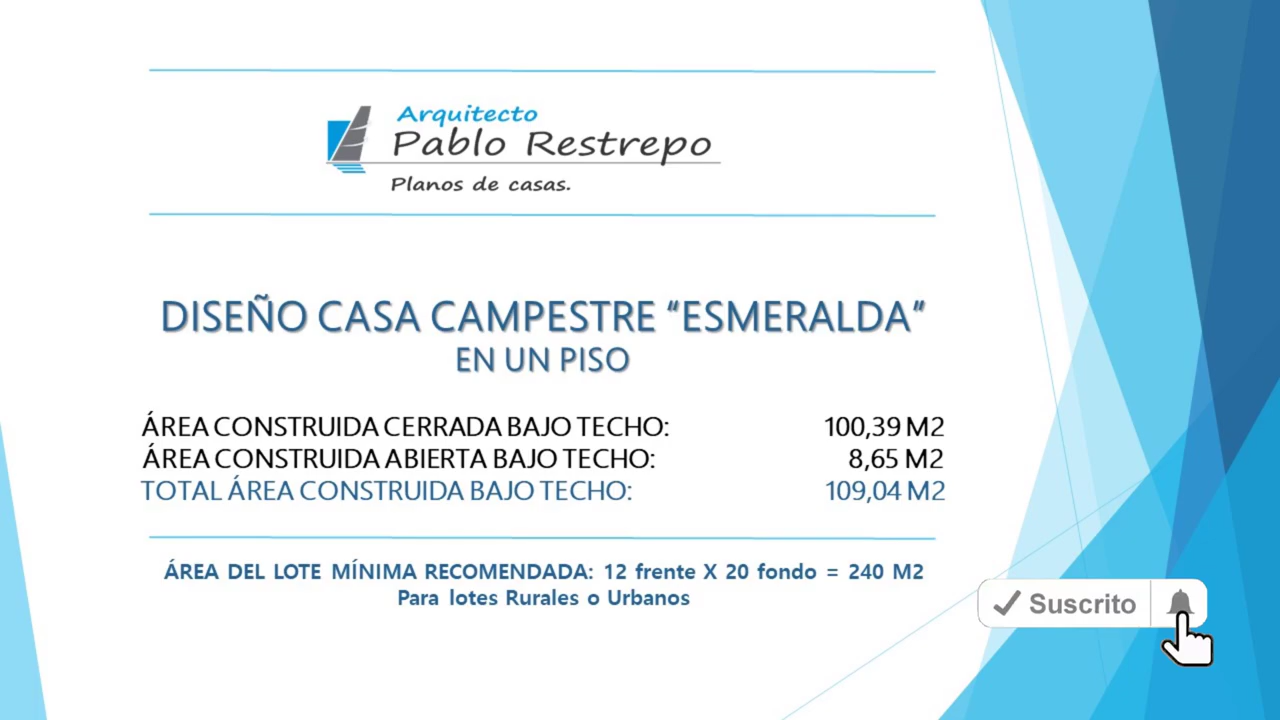 Arquitecto
Pablo Restrepo
Planos de casas.
DISEÑO CASA CAMPESTRE “ESMERALDA”
EN UN PISO
ÁREA CONSTRUIDA CERRADA BAJO TECHO: 100,39 M2
ÁREA CONSTRUIDA ABIERTA BAJO TECHO: 8,65 M2
TOTAL ÁREA CONSTRUIDA BAJO TECHO: 109,04 M2
ÁREA DEL LOTE MÍNIMA RECOMENDADA: 12 frente X 20 fondo = 240 M2
Para lotes Rurales o Urbanos
Suscrito